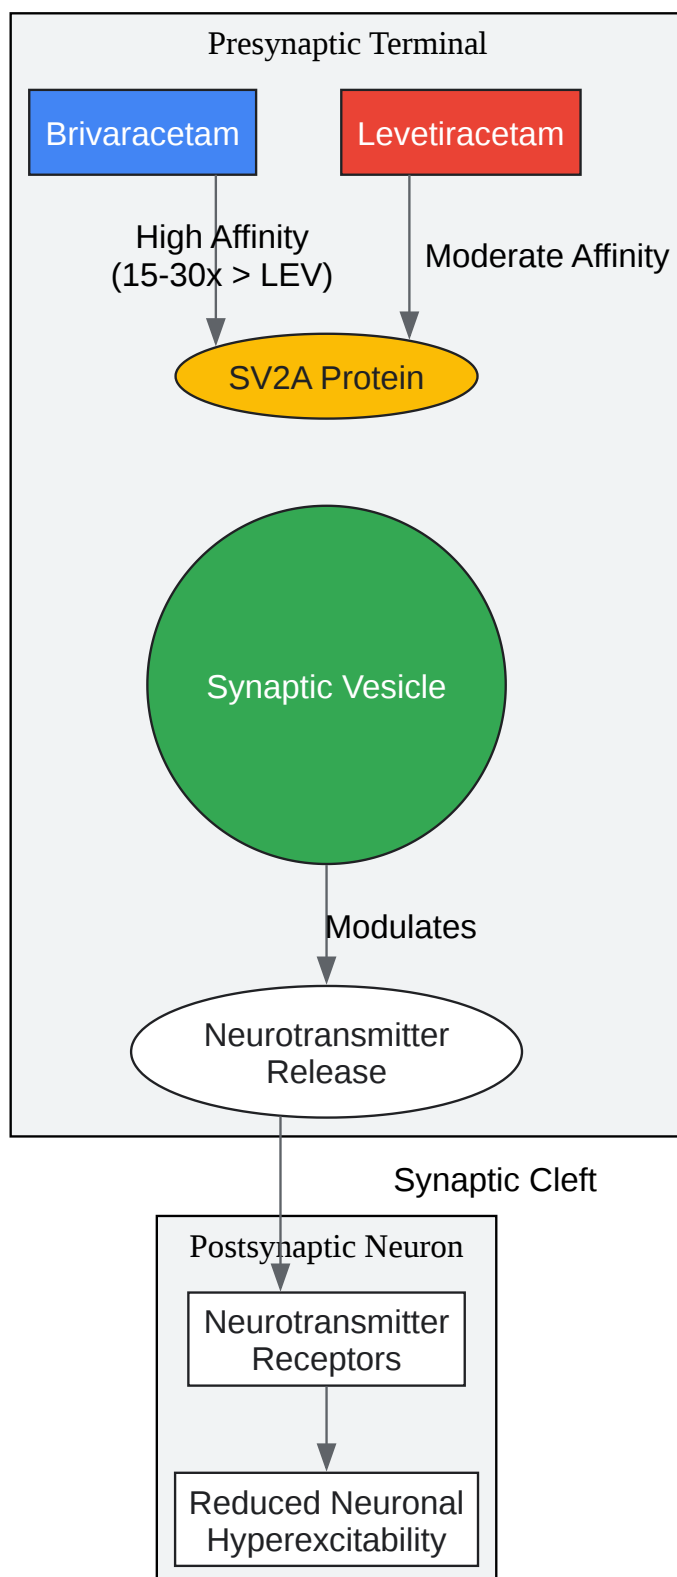 Presynaptic Terminal
Brivaracetam
Levetiracetam
High Affinity
(15-30x > LEV)
Moderate Affinity
SV2A Protein
Synaptic Vesicle
Modulates
Neurotransmitter
Release
Synaptic Cleft
Postsynaptic Neuron
Neurotransmitter
Receptors
Reduced Neuronal
Hyperexcitability